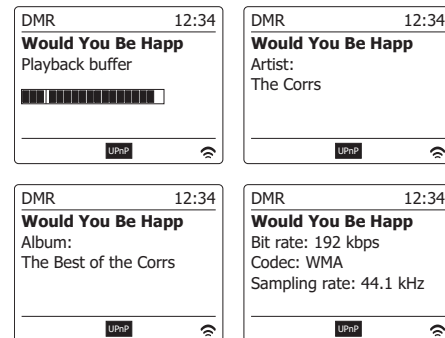 DMR 12:34
Would You Be Happ
Playback buffer
UPnP
DMR 12:34
Would You Be Happ
Artist:
The Corrs
UPnP
DMR 12:34
Would You Be Happ
Album:
The Best of the Corrs
UPnP
DMR 12:34
Would You Be Happ
Bit rate: 192 kbps
Codec: WMA
Sampling rate: 44.1 kHz
UPnP